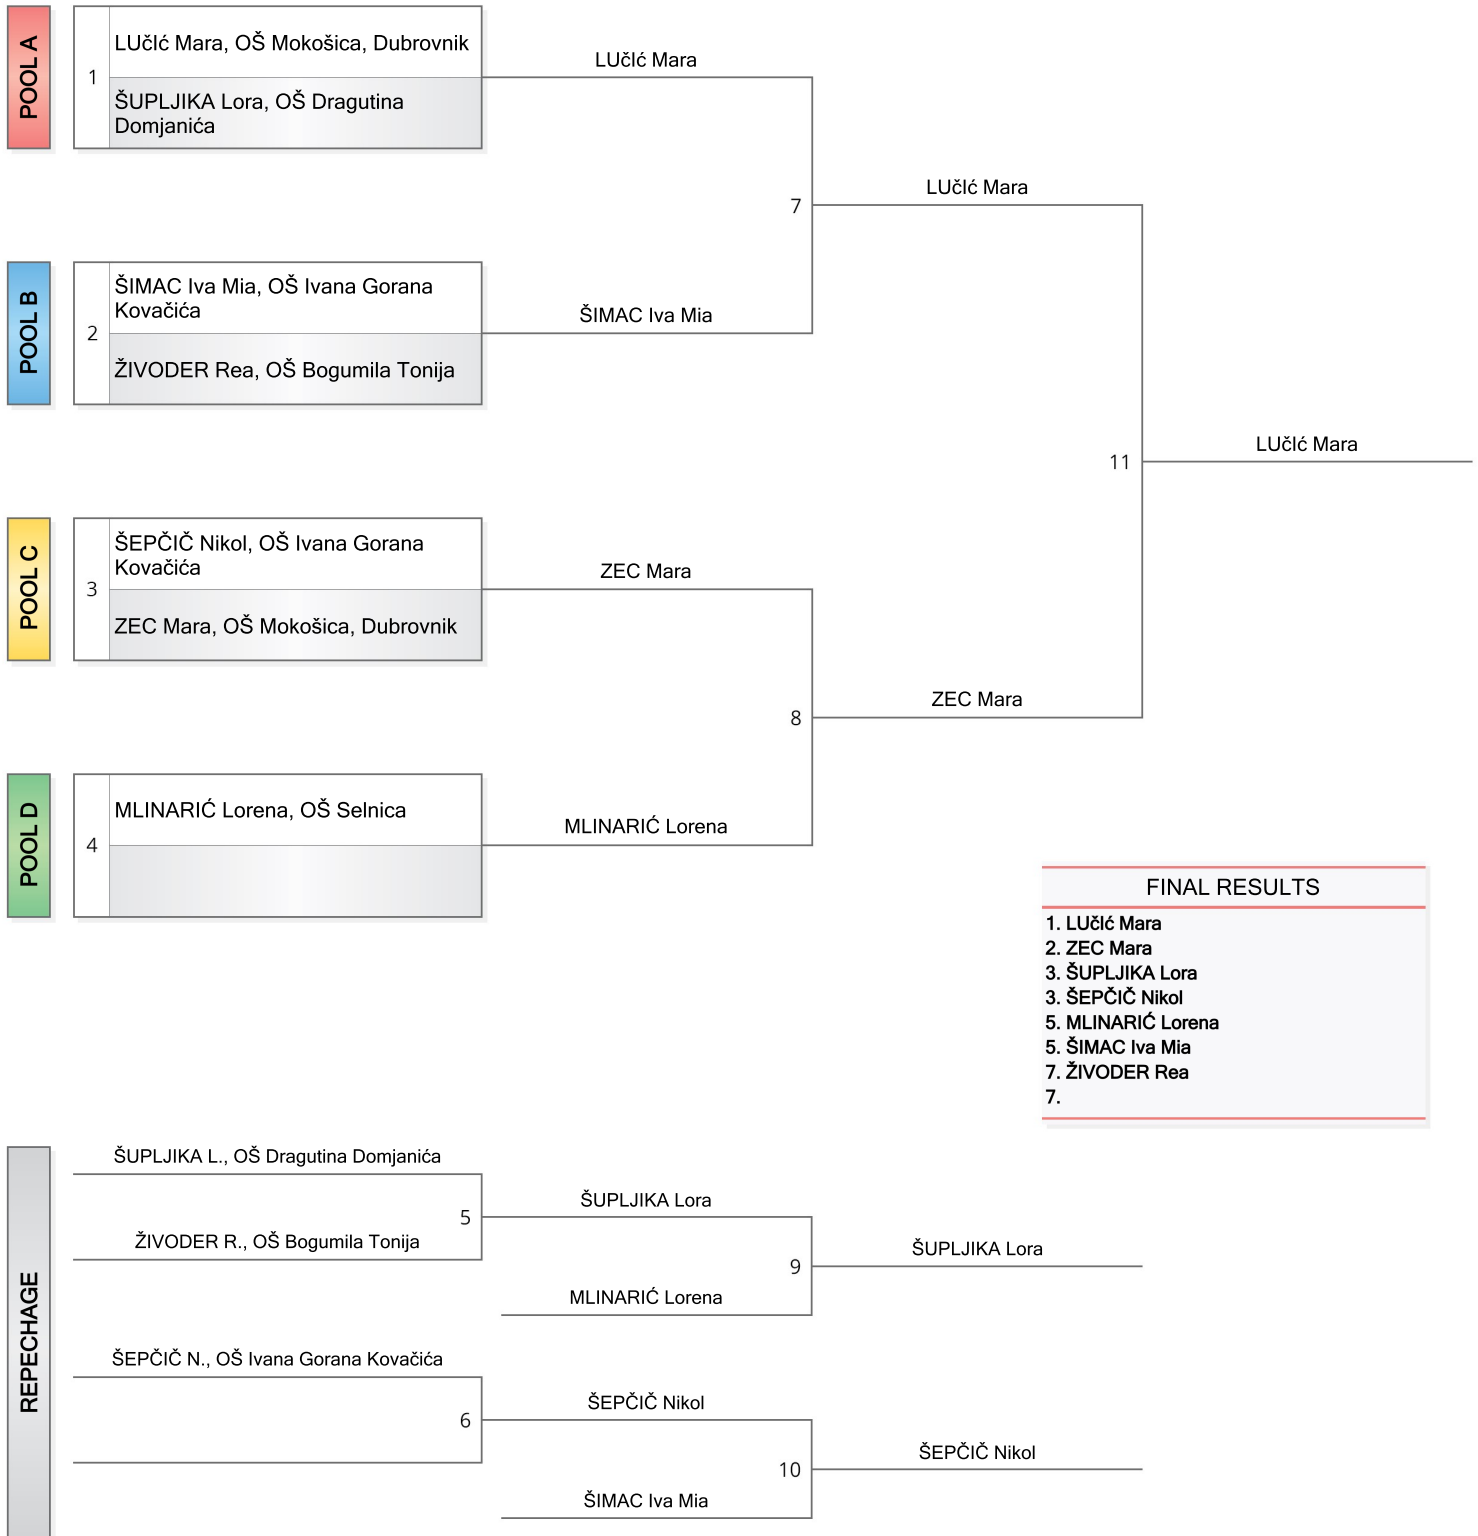 POOL A
1
LUčIć Mara, OŠ Mokošica, Dubrovnik
ŠUPLJIKA Lora, OŠ Dragutina
Domjanića
LUčIć Mara
7
LUčIć Mara
POOL B
2
ŠIMAC Iva Mia, OŠ Ivana Gorana
Kovačića
ŽIVODER Rea, OŠ Bogumila Tonija
ŠIMAC Iva Mia
11
LUčIć Mara
POOL C
3
ŠEPČIČ Nikol, OŠ Ivana Gorana
Kovačića
ZEC Mara, OŠ Mokošica, Dubrovnik
ZEC Mara
8
ZEC Mara
POOL D
4
MLINARIĆ Lorena, OŠ Selnica
MLINARIĆ Lorena
FINAL RESULTS
1. LUčIć Mara
2. ZEC Mara
3. ŠUPLJIKA Lora
3. ŠEPČIČ Nikol
5. MLINARIĆ Lorena
5. ŠIMAC Iva Mia
7. ŽIVODER Rea
7.
REPECHAGE
ŠUPLJIKA L., OŠ Dragutina Domjanića
5
ŽIVODER R., OŠ Bogumila Tonija
ŠUPLJIKA Lora
9
ŠUPLJIKA Lora
MLINARIĆ Lorena
ŠEPČIČ N., OŠ Ivana Gorana Kovačića
6
ŠEPČIČ Nikol
10
ŠEPČIČ Nikol
ŠIMAC Iva Mia